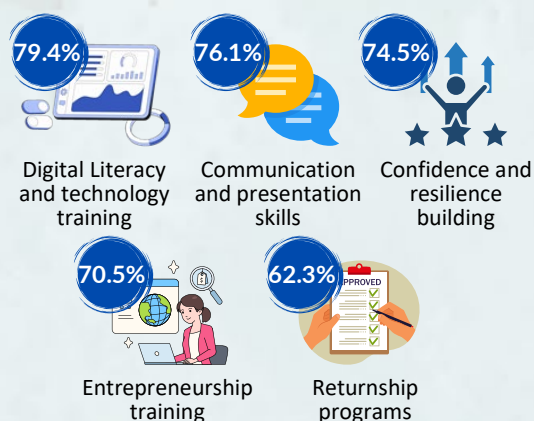 79.4%
76.1%
74.5%
Digital Literacy
and technology
training
Communication
and presentation
skills
Confidence and
resilience
building
70.5%
62.3%
APPROVED
Entrepreneurship
training
Returnship
programs